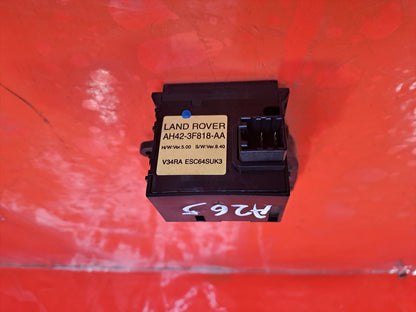 LAND ROVER
AH42-3F818-AA
H/W:Ver.5.00 S/W:Ver.8.40
V34RA ESC64SUK3
A265